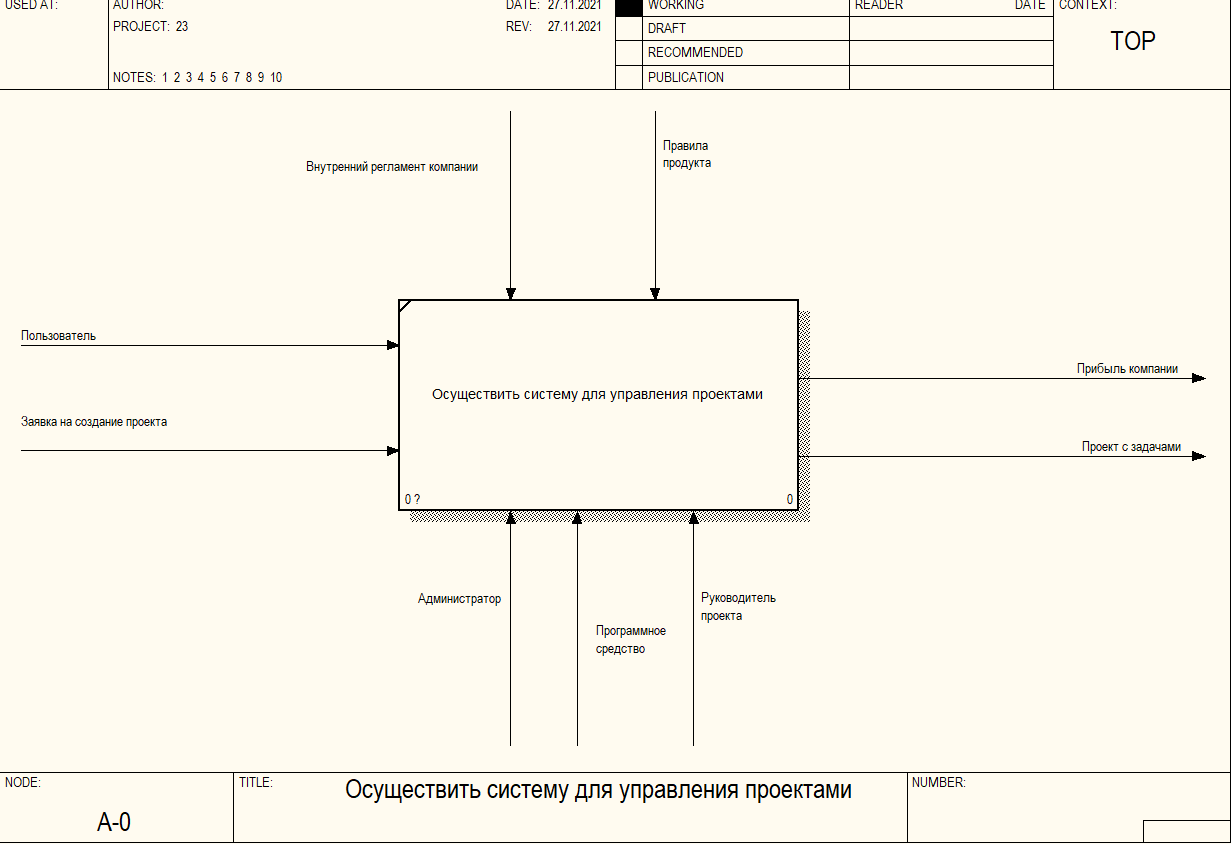 USED AT:
AUTHOR:
DATE: 27.11.2021
PROJECT: 23
REV: 27.11.2021
NOTES: 1 2 3 4 5 6 7 8 9 10
WORKING
DRAFT
RECOMMENDED
PUBLICATION
READER DATE
CONTEXT:
TOP
Внутренний регламент компании
Правила
продукта
Пользователь
Заявка на создание проекта
Осуществить систему для управления проектами
0 ?
0
Прибыль компании
Проект с задачами
Администратор
Программное
средство
Руководитель
проекта
NODE:
A-0
TITLE:
Осуществить систему для управления проектами
NUMBER: